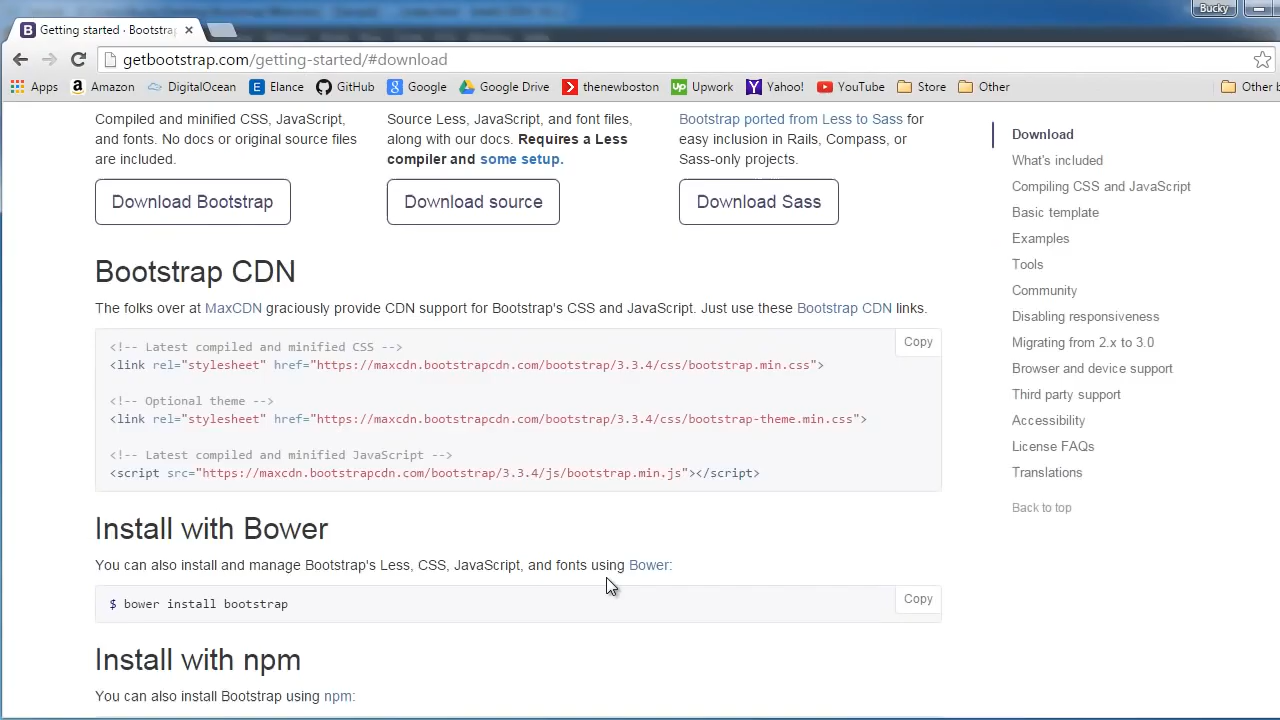 Bucky
Getting started · Bootstrap
getbootstrap.com/getting-started/#download
Apps Amazon DigitalOcean Elance GitHub Google Google Drive thenewboston Upwork Yahoo! YouTube Store Other Other
Compiled and minified CSS, JavaScript,
and fonts. No docs or original source files
are included.
Download Bootstrap
Source Less, JavaScript, and font files,
along with our docs. Requires a Less
compiler and some setup.
Download source
Bootstrap ported from Less to Sass for
easy inclusion in Rails, Compass, or
Sass-only projects.
Download Sass
Bootstrap CDN
The folks over at MaxCDN graciously provide CDN support for Bootstrap's CSS and JavaScript. Just use these Bootstrap CDN links.
Copy
<!-- Latest compiled and minified CSS -->
<link rel="stylesheet" href="https://maxcdn.bootstrapcdn.com/bootstrap/3.3.4/css/bootstrap.min.css">
<!-- Optional theme -->
<link rel="stylesheet" href="https://maxcdn.bootstrapcdn.com/bootstrap/3.3.4/css/bootstrap-theme.min.css">
<!-- Latest compiled and minified JavaScript -->
<script src="https://maxcdn.bootstrapcdn.com/bootstrap/3.3.4/js/bootstrap.min.js"></script>
Install with Bower
You can also install and manage Bootstrap's Less, CSS, JavaScript, and fonts using Bower:
$ bower install bootstrap
Copy
Install with npm
You can also install Bootstrap using npm:
Download
What's included
Compiling CSS and JavaScript
Basic template
Examples
Tools
Community
Disabling responsiveness
Migrating from 2.x to 3.0
Browser and device support
Third party support
Accessibility
License FAQs
Translations
Back to top